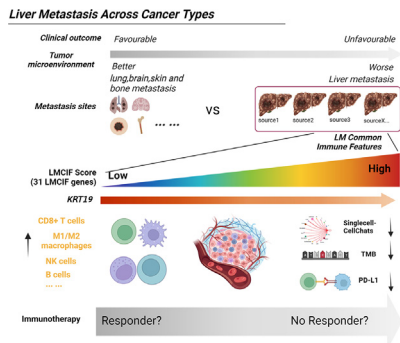 Liver Metastasis Across Cancer Types
Clinical outcome
Favourable
Unfavourable
Tumor
microenvironment
Better
Worse
lung,brain,skin and
bone metastasis
Liver metastasis
Metastasis sites
... ...
VS
source1
source2
source3
sourceX...
LM Common
Immune Features
LMCIF Score
(31 LMCIF genes)
Low
High
KRT19
CD8+ T cells
M1/M2
macrophages
NK cells
B cells
... ...
Singlecell-
CellChats
TMB
PD-L1
Immunotherapy
Responder?
No Responder?